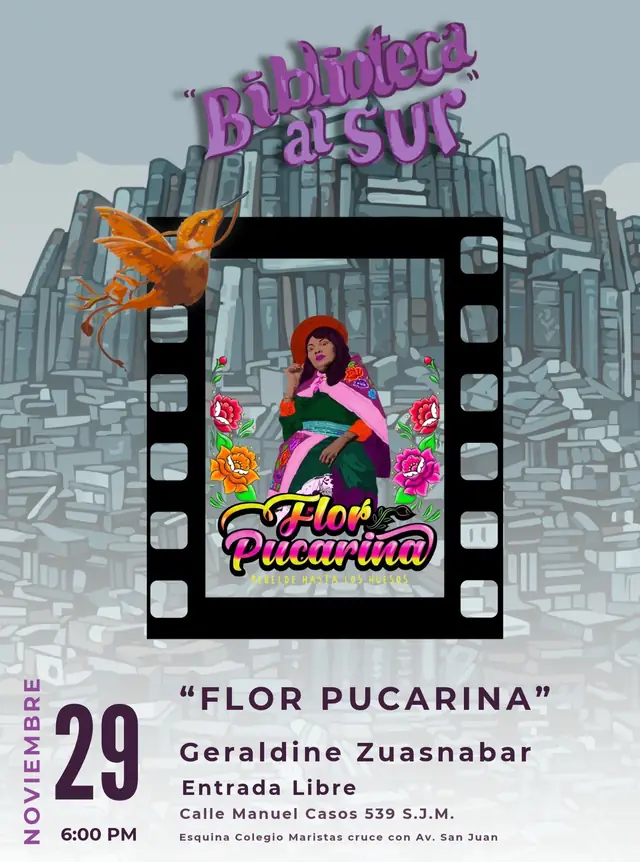 "Biblioteca
al Sur"
Flor
Pucarina
REBELDE HASTA LOS HUESOS
"FLOR PUCARINA"
NOVIEMBRE
29
6:00 PM
Geraldine Zuasnabar
Entrada Libre
Calle Manuel Casos 539 S.J.M.
Esquina Colegio Maristas cruce con Av. San Juan